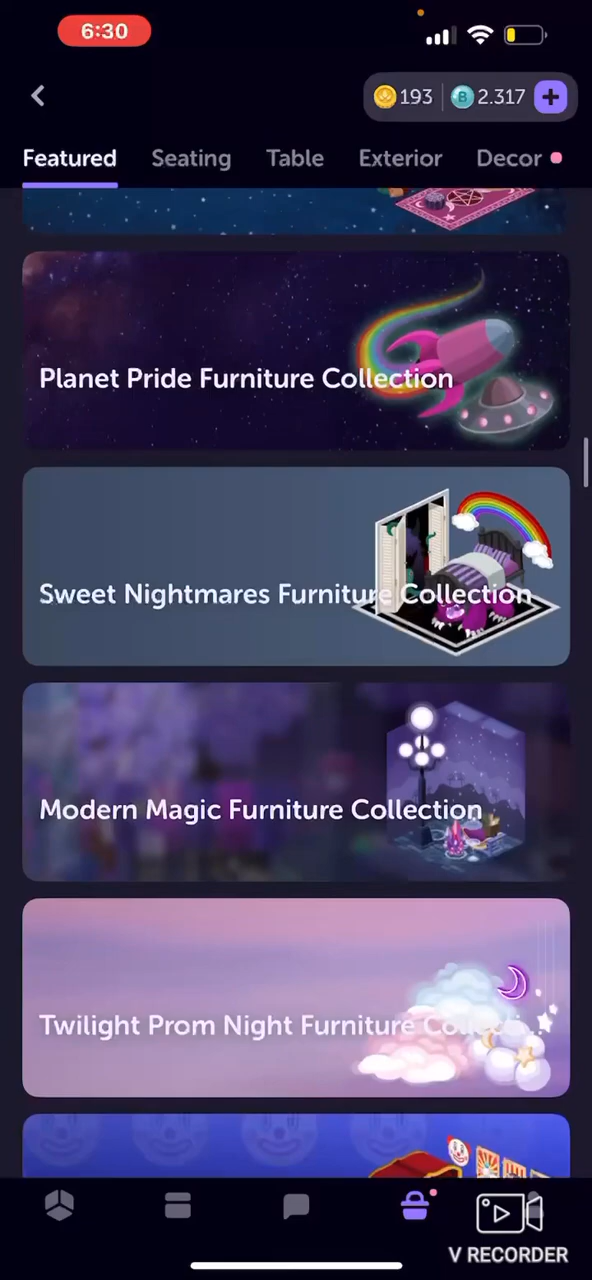 6:30
193
B 2.317
Featured Seating Table Exterior Decor
Planet Pride Furniture Collection
Sweet Nightmares Furniture Collection
Modern Magic Furniture Collection
Twilight Prom Night Furniture Collecti...
V RECORDER